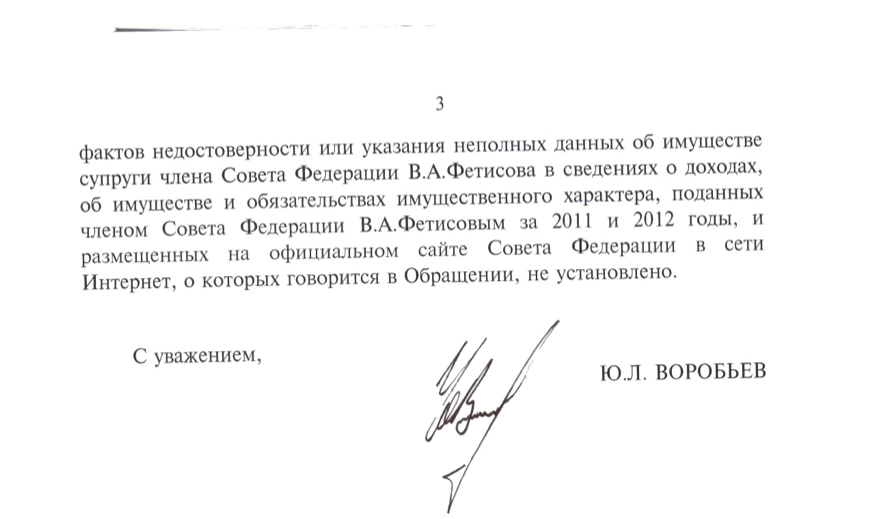 3
фактов недостоверности или указания неполных данных об имуществе
супруги члена Совета Федерации В.А.Фетисова в сведениях о доходах,
об имуществе и обязательствах имущественного характера, поданных
членом Совета Федерации В.А.Фетисовым за 2011 и 2012 годы, и
размещенных на официальном сайте Совета Федерации в сети
Интернет, о которых говорится в Обращении, не установлено.
С уважением,
Ю.Л. ВОРОБЬЕВ